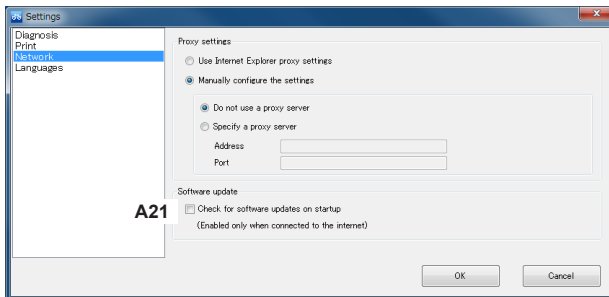 Settings
Diagnosis
Print
Network
Languages
Proxy settings
Use Internet Explorer proxy settings
Manually configure the settings
Do not use a proxy server
Specify a proxy server
Address
Port
Software update
A21
Check for software updates on startup
(Enabled only when connected to the internet)
OK
Cancel